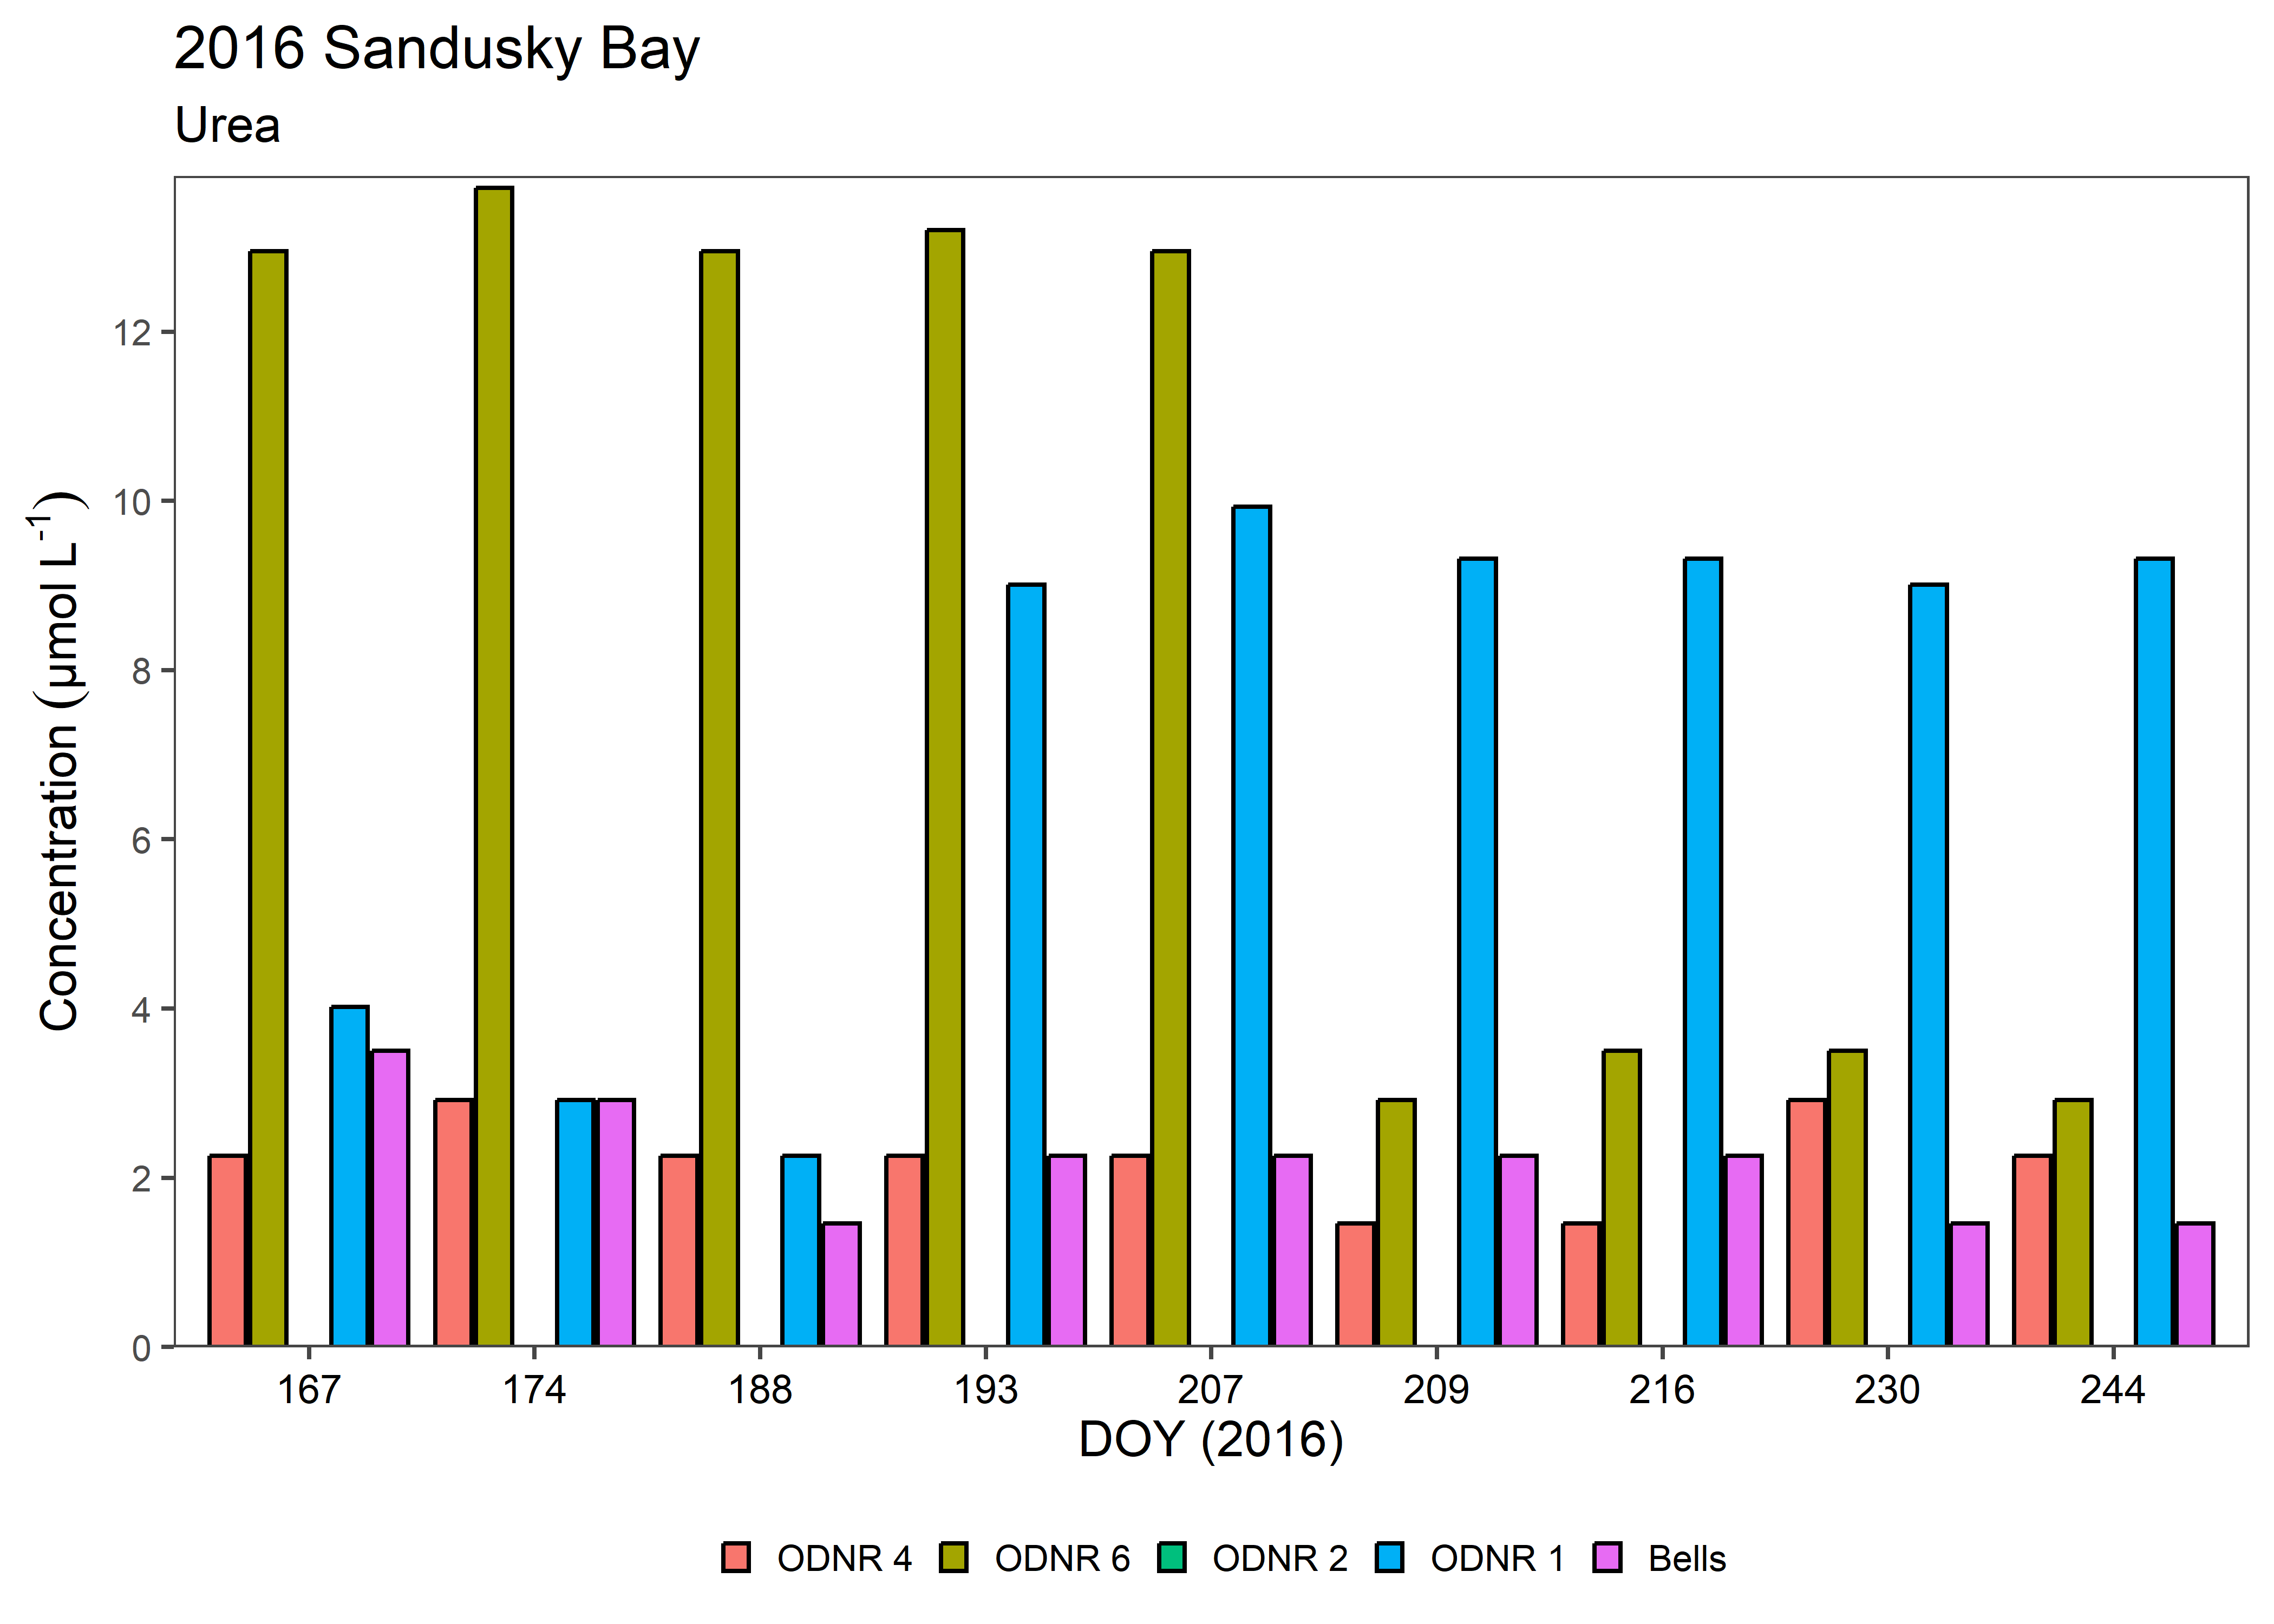 2016 Sandusky Bay
Urea
Concentration (µmol L⁻¹)
12
10
8
6
4
2
0
167 174 188 193 207 209 216 230 244
DOY (2016)
ODNR 4 ODNR 6 ODNR 2 ODNR 1 Bells